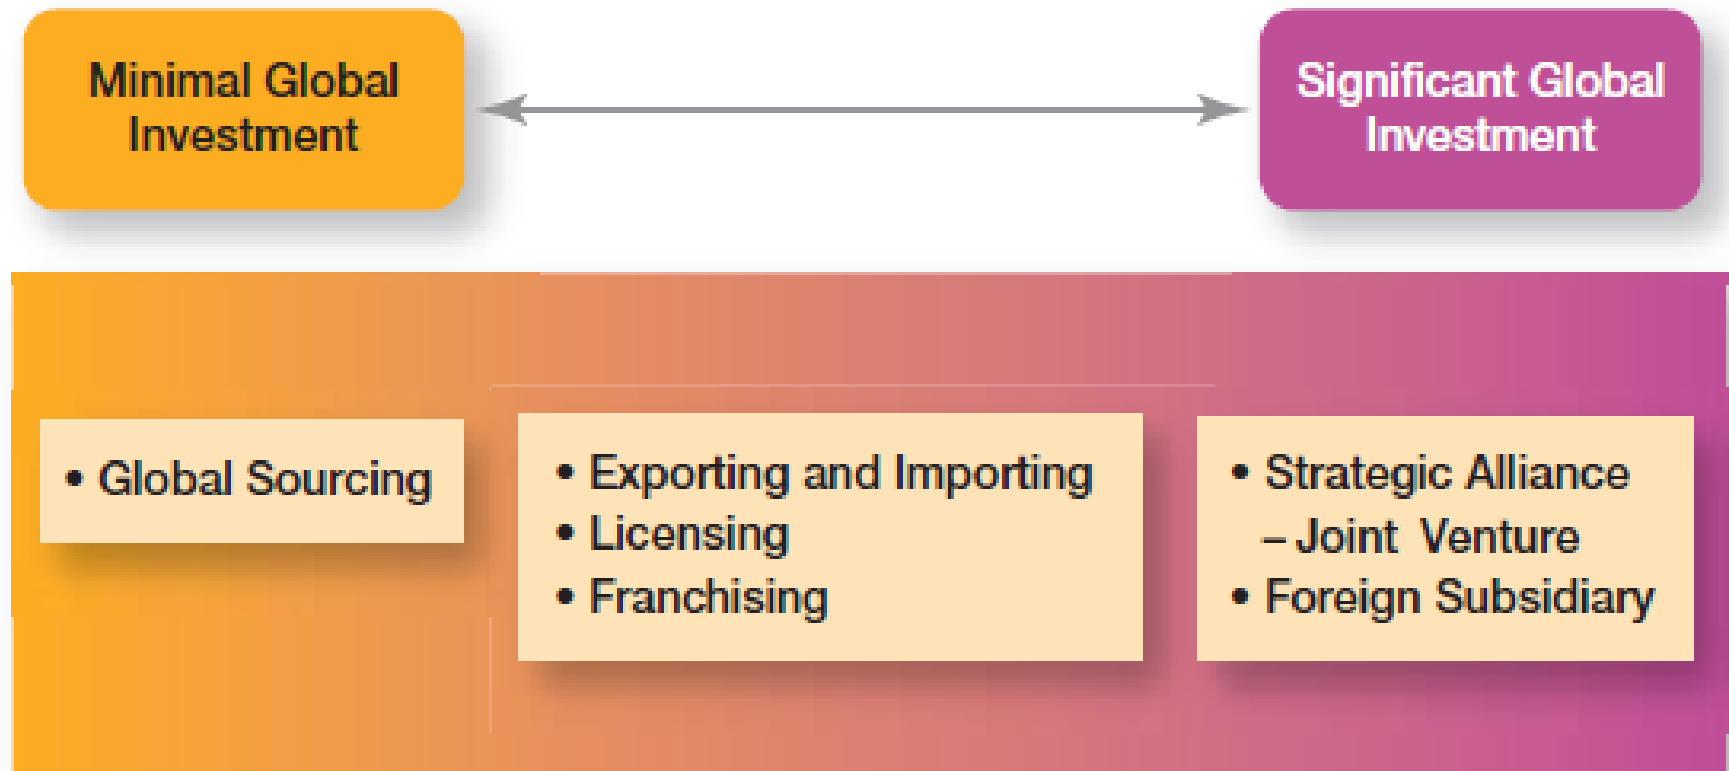 Minimal Global
Investment
Significant Global
Investment
• Global Sourcing
• Exporting and Importing
• Licensing
• Franchising
• Strategic Alliance
– Joint Venture
• Foreign Subsidiary